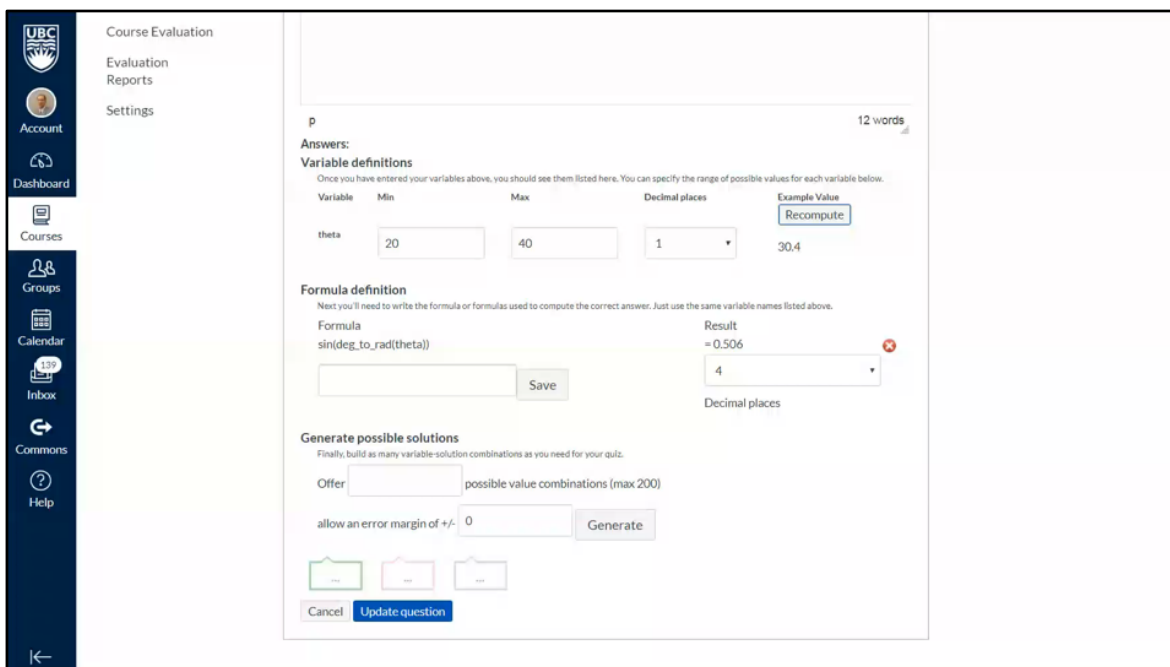 UBC
Account
Dashboard
Courses
Groups
Calendar
139
Inbox
Commons
Help
Course Evaluation
Evaluation
Reports
Settings
p
12 words
Answers:
Variable definitions
Once you have entered your variables above, you should see them listed here. You can specify the range of possible values for each variable below.
Variable Min Max Decimal places Example Value
Recompute
theta 20 40 1 30.4
Formula definition
Next you'll need to write the formula or formulas used to compute the correct answer. Just use the same variable names listed above.
Formula Result
sin(deg_to_rad(theta)) = 0.506
Save 4
Decimal places
Generate possible solutions
Finally, build as many variable-solution combinations as you need for your quiz.
Offer possible value combinations (max 200)
allow an error margin of +/- 0 Generate
... ... ...
Cancel Update question